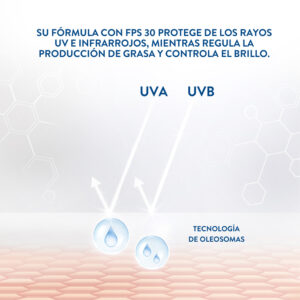 SU FÓRMULA CON FPS 30 PROTEGE DE LOS RAYOS
UV E INFRARROJOS, MIENTRAS REGULA LA
PRODUCCIÓN DE GRASA Y CONTROLA EL BRILLO.
UVA UVB
TECNOLOGÍA
DE OLEOSOMAS